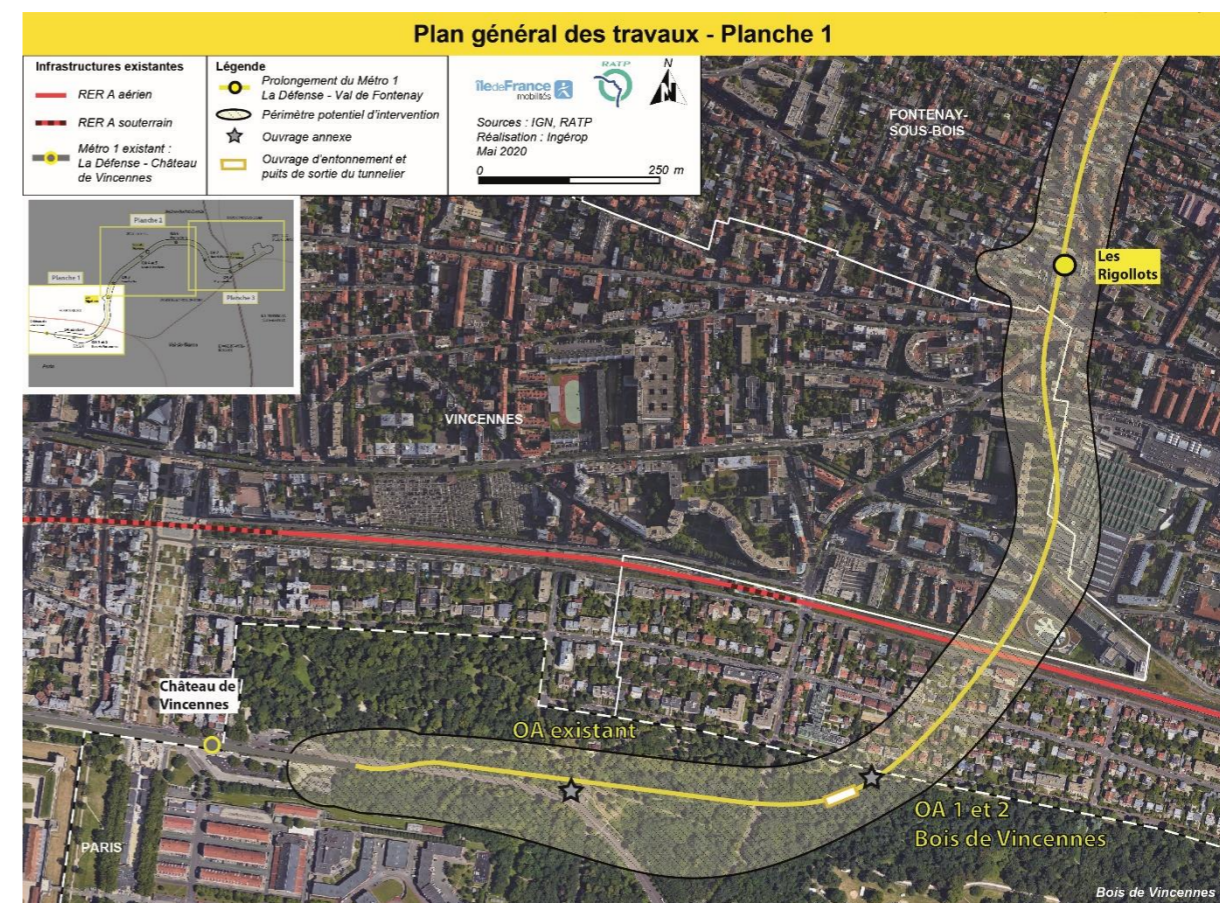 Plan général des travaux - Planche 1
Infrastructures existantes
RER A aérien
RER A souterrain
Métro 1 existant :
La Défense - Château
de Vincennes
Légende
Prolongement du Métro 1
La Défense - Val de Fontenay
Périmètre potentiel d'intervention
Ouvrage annexe
Ouvrage d'entonnement et
puits de sortie du tunnelier
îledeFrance
mobilités
RATP
N
Sources : IGN, RATP
Réalisation : Ingérop
Mai 2020
0 250 m
Planche 2
Planche 1
Planche 3
FONTENAY-
SOUS-BOIS
Les
Rigollots
VINCENNES
Château de
Vincennes
OA existant
OA 1 et 2
Bois de Vincennes
PARIS
Bois de Vincennes